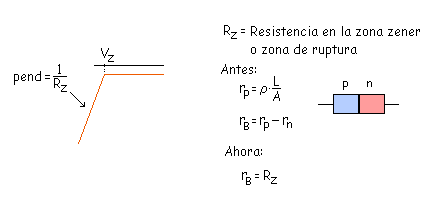 V_Z
pend = 1/R_Z
R_Z = Resistencia en la zona zener
o zona de ruptura
Antes:
r_p = ρ · L/A
r_B = r_p - r_n
p n
Ahora:
r_B = R_Z